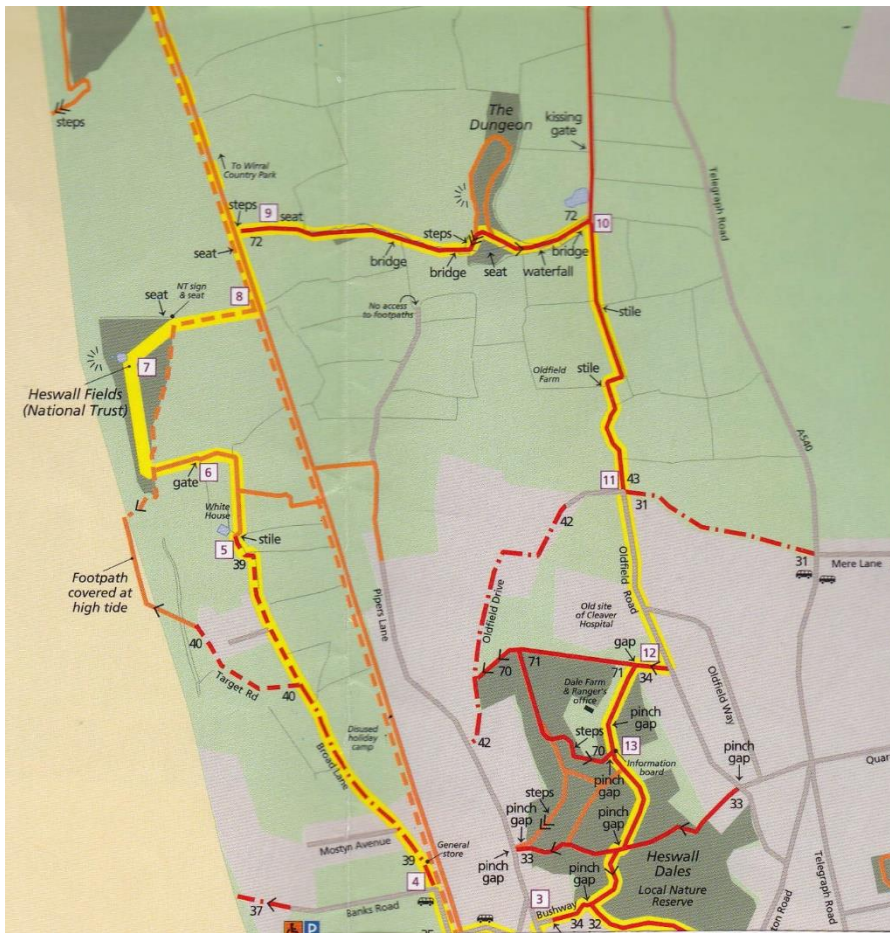 The
Dungeon
kissing
gate
steps
To Wirral
Country Park
Telegraph Road
steps
9
seat
72
10
72
steps
bridge
seat
bridge
bridge
seat
waterfall
NT sign
& seat
seat
8
No access
to footpaths
stile
7
Oldfield
Farm
stile
Heswall Fields
(National Trust)
A540
6
gate
11
43
31
White
House
42
5
stile
39
31
Mere Lane
Footpath
covered at
high tide
Pipers Lane
Oldfield Drive
Oldfield Road
Old site
of Cleaver
Hospital
gap
12
40
71
71
34
70
Target Rd
40
Dale Farm
& Ranger's
office
Oldfield Way
pinch
gap
42
Disused
holiday
camp
steps
70
13
Information
board
pinch
gap
pinch
gap
Quar
Broad Lane
steps
pinch
gap
pinch
gap
33
Mostyn Avenue
General
store
39
33
pinch
gap
Heswall
Dales
Local Nature
Reserve
4
pinch
gap
3
37
Banks Road
Bushway
34
32
Telegraph Road
ton Road
P